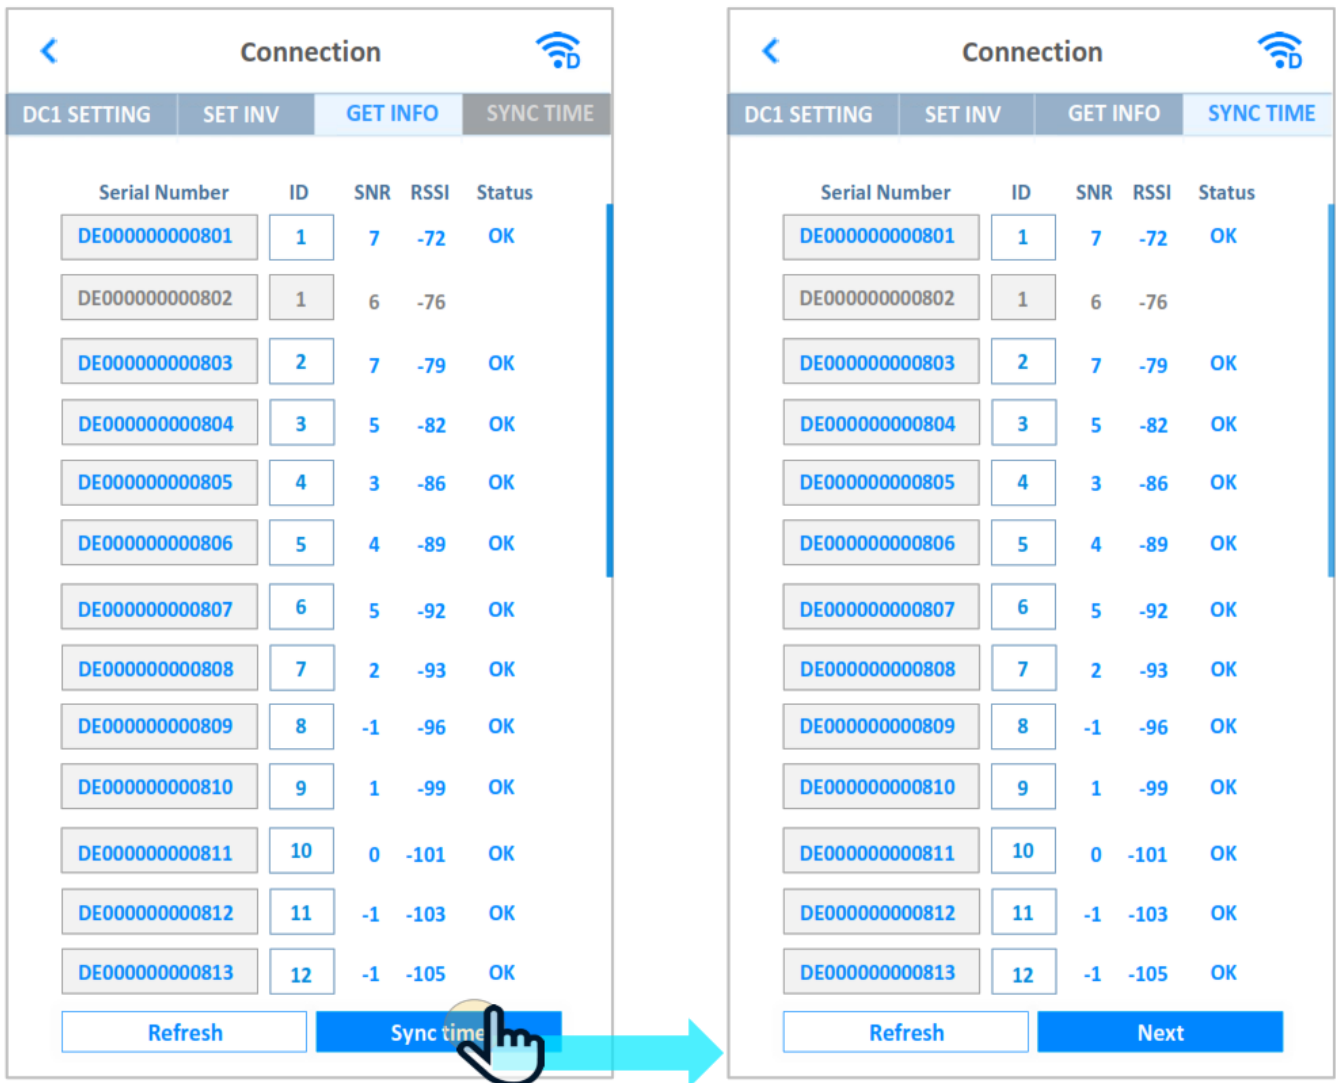 Connection
D
DC1 SETTING SET INV GET INFO SYNC TIME
Serial Number ID SNR RSSI Status
DE000000000801 1 7 -72 OK
DE000000000802 1 6 -76
DE000000000803 2 7 -79 OK
DE000000000804 3 5 -82 OK
DE000000000805 4 3 -86 OK
DE000000000806 5 4 -89 OK
DE000000000807 6 5 -92 OK
DE000000000808 7 2 -93 OK
DE000000000809 8 -1 -96 OK
DE000000000810 9 1 -99 OK
DE000000000811 10 0 -101 OK
DE000000000812 11 -1 -103 OK
DE000000000813 12 -1 -105 OK
Refresh Sync time
Connection
D
DC1 SETTING SET INV GET INFO SYNC TIME
Serial Number ID SNR RSSI Status
DE000000000801 1 7 -72 OK
DE000000000802 1 6 -76
DE000000000803 2 7 -79 OK
DE000000000804 3 5 -82 OK
DE000000000805 4 3 -86 OK
DE000000000806 5 4 -89 OK
DE000000000807 6 5 -92 OK
DE000000000808 7 2 -93 OK
DE000000000809 8 -1 -96 OK
DE000000000810 9 1 -99 OK
DE000000000811 10 0 -101 OK
DE000000000812 11 -1 -103 OK
DE000000000813 12 -1 -105 OK
Refresh Next